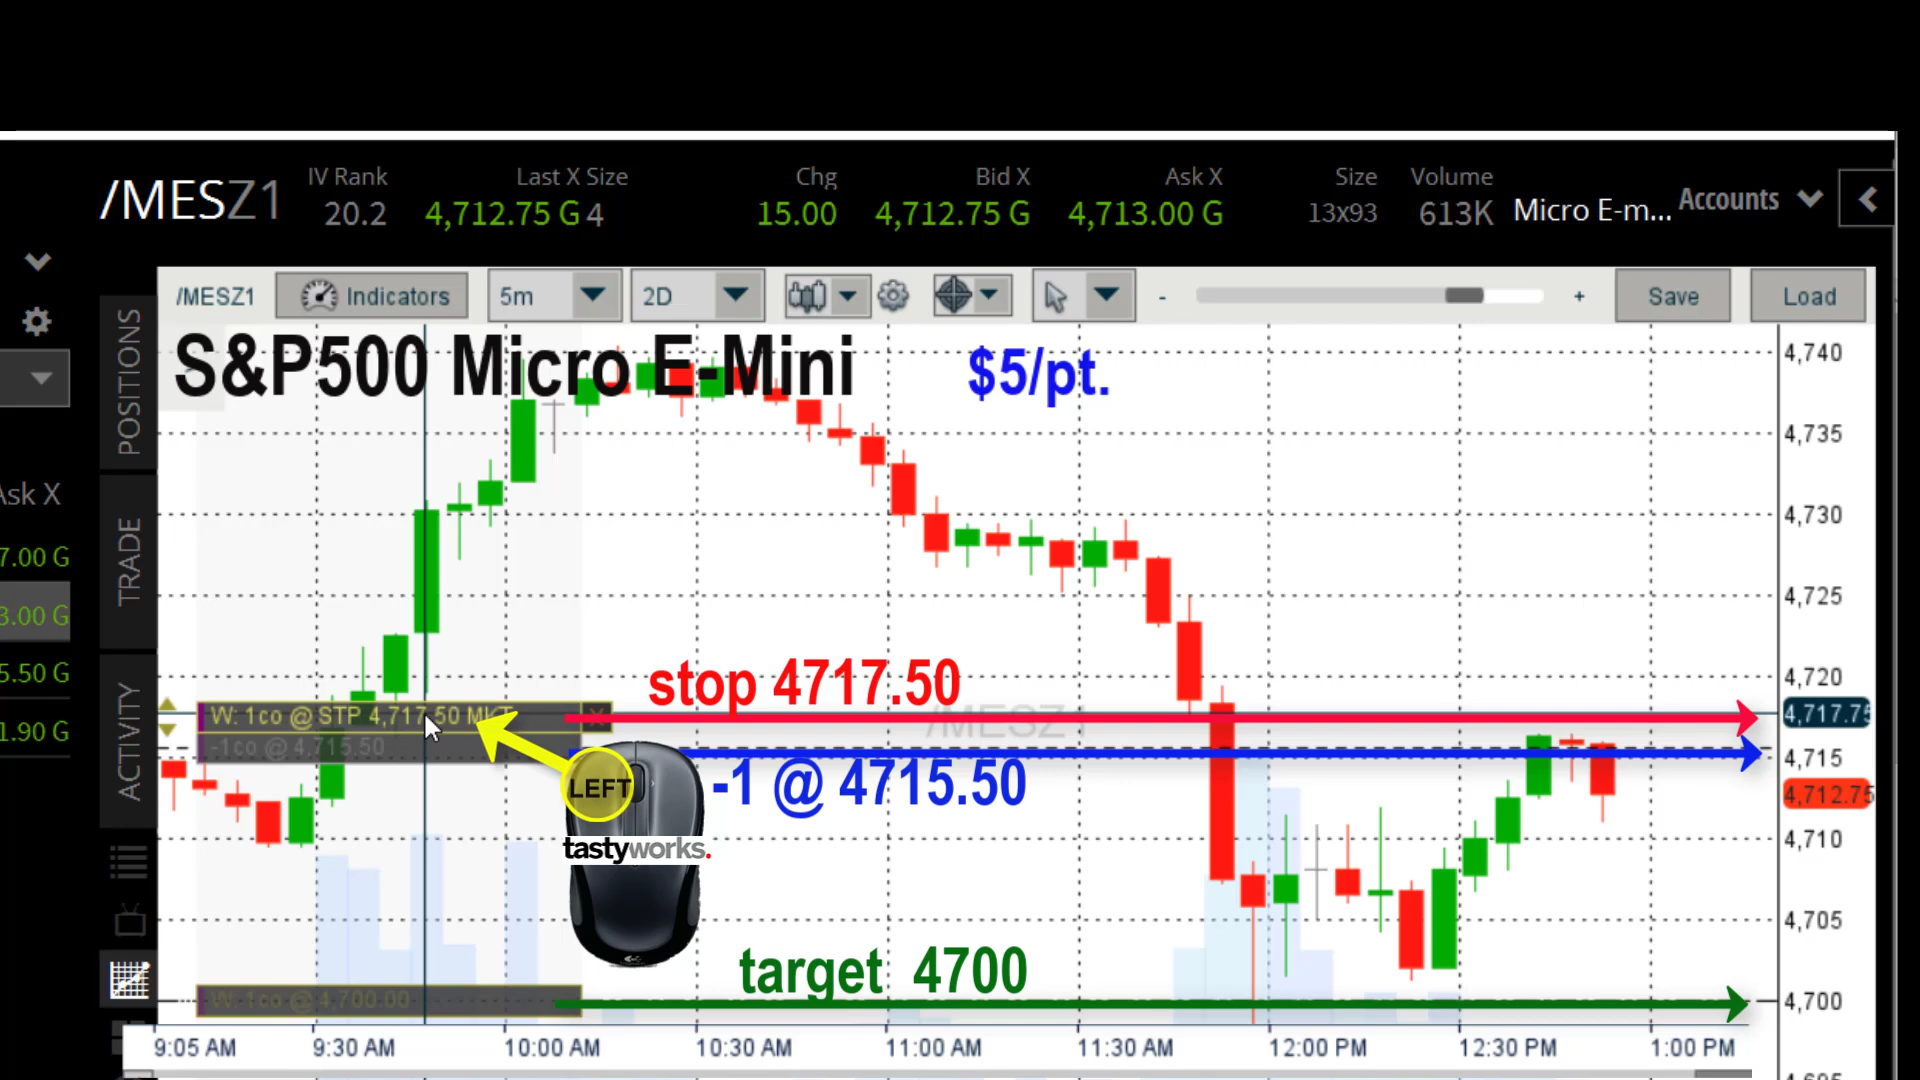 /MESZ1
IV Rank
20.2
Last X Size
4,712.75 G 4
Chg
15.00
Bid X
4,712.75 G
Ask X
4,713.00 G
Size
13x93
Volume
613K
Micro E-m...
Accounts
/MESZ1
Indicators
5m
2D
-
+
Save
Load
S&P500 Micro E-Mini
$5/pt.
POSITIONS
TRADE
ACTIVITY
Ask X
7.00 G
3.00 G
5.50 G
1.90 G
stop 4717.50
W: 1co @ STP 4,717.50 MKT
-1co @ 4,715.50
/MESZ1
-1 @ 4715.50
LEFT
tastyworks.
target 4700
W: 1co @ 4,700.00
4,740
4,735
4,730
4,725
4,720
4,717.75
4,715
4,712.75
4,710
4,705
4,700
9:05 AM
9:30 AM
10:00 AM
10:30 AM
11:00 AM
11:30 AM
12:00 PM
12:30 PM
1:00 PM